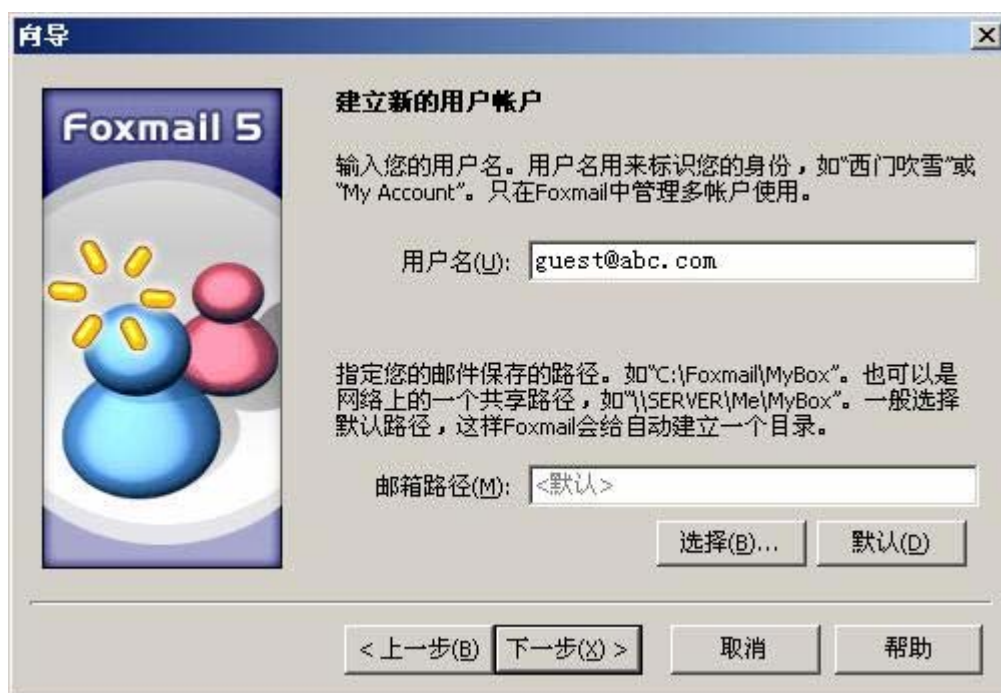 向导
Foxmail 5
建立新的用户帐户
输入您的用户名。用户名用来标识您的身份，如"西门吹雪"或
"My Account"。只在Foxmail中管理多帐户使用。
用户名(U): guest@abc.com
指定您的邮件保存的路径。如"C:\Foxmail\MyBox"。也可以是
网络上的一个共享路径，如"\\SERVER\Me\MyBox"。一般选择
默认路径，这样Foxmail会给自动建立一个目录。
邮箱路径(M): <默认>
选择(B)... 默认(D)
< 上一步(B) 下一步(X) > 取消 帮助